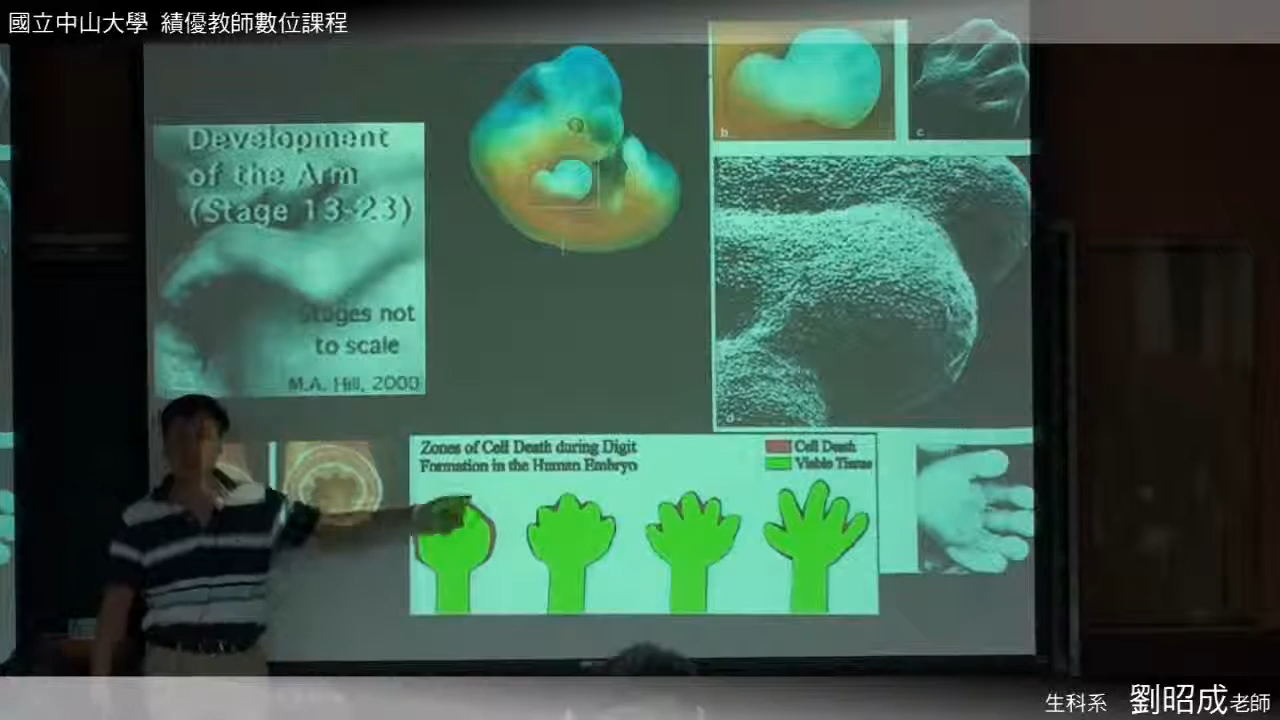 國立中山大學 績優教師數位課程
Development
of the Arm
(Stage 13-23)
Stages not
to scale
M.A. Hill, 2000
b
c
d
Zones of Cell Death during Digit
Formation in the Human Embryo
Cell Death
Viable Tissue
生科系 劉昭成老師